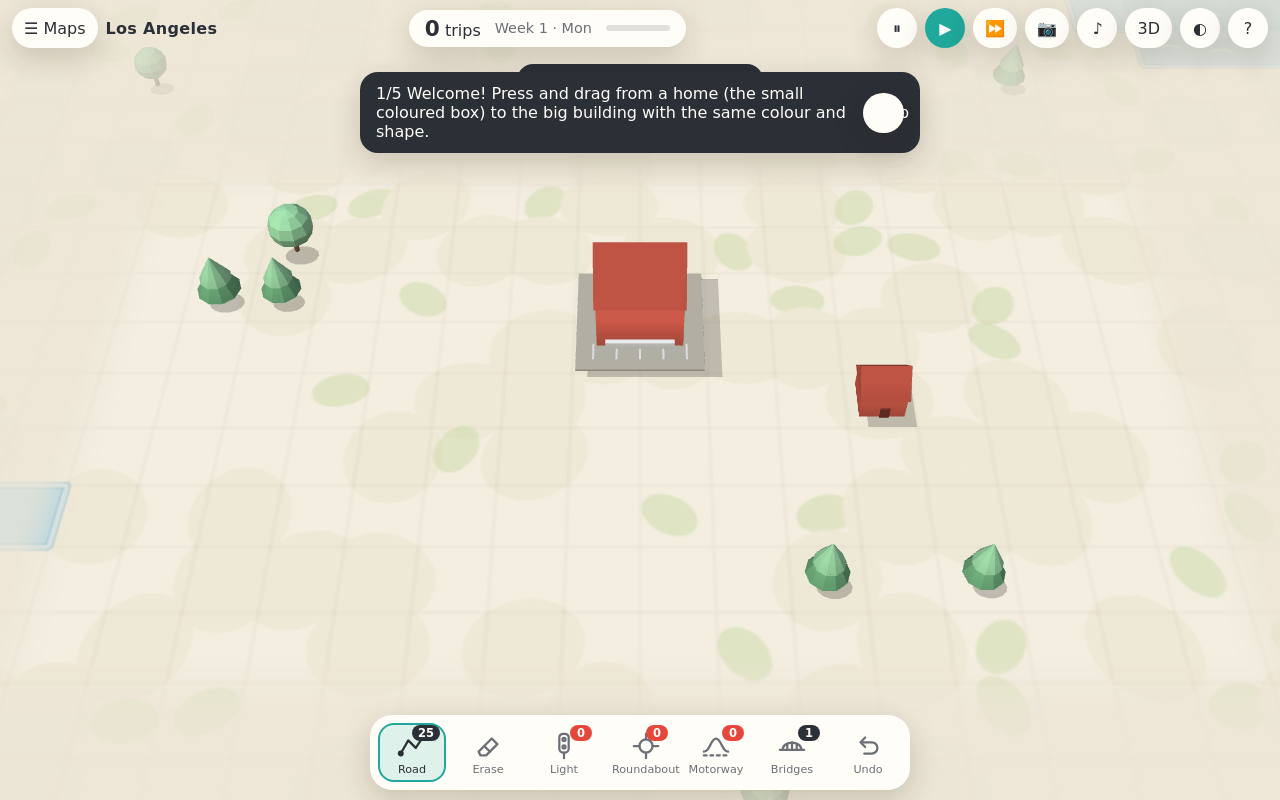 ☰ Maps
Los Angeles
0 trips
Week 1 · Mon
3D
?
1/5 Welcome! Press and drag from a home (the small
coloured box) to the big building with the same colour and
shape.
25
0
0
0
1
Road
Erase
Light
Roundabout
Motorway
Bridges
Undo